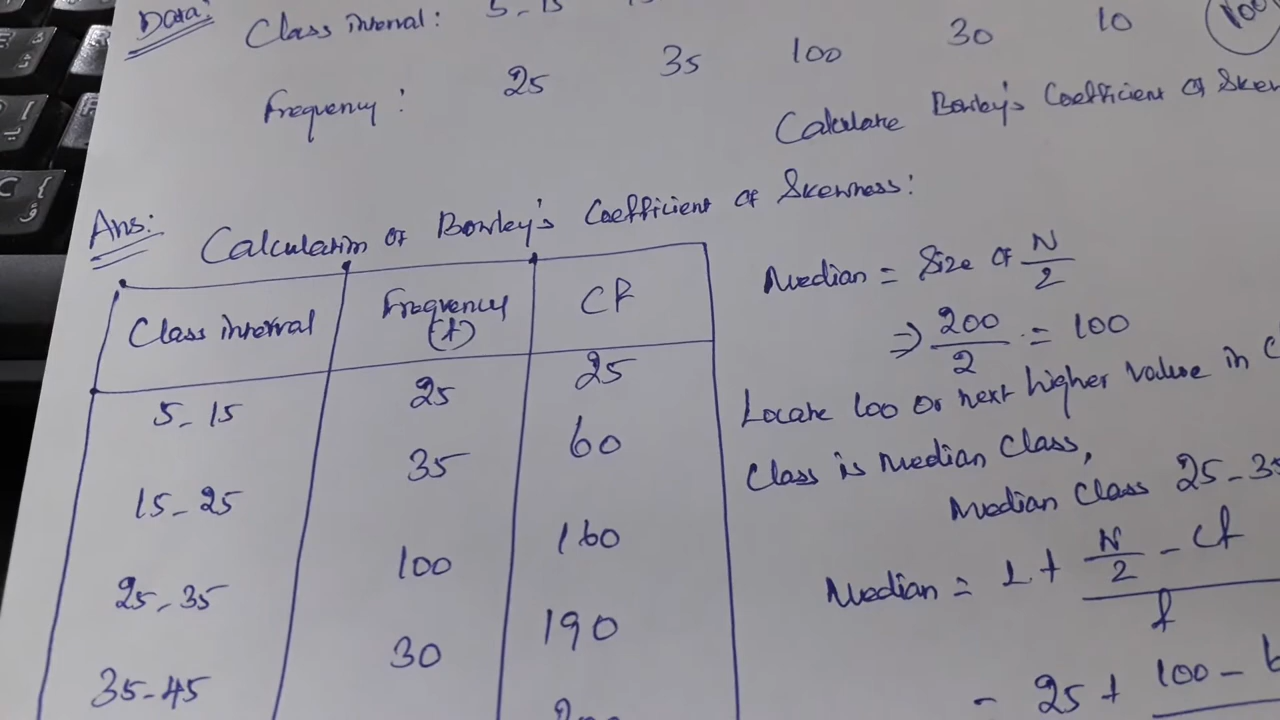 Data:
Class interval: 5-15
Frequency: 25 35 100 30 10
Calculate Bowley's Coefficient of
Ans: Calculation of Bowley's Coefficient of Skewness:
Class interval Frequency (f) CF
5-15 25 25
15-25 35 60
25-35 100 160
35-45 30 190
Median = Size of N/2
⇒ 200/2 = 100
Locate 100 or next higher value in
Class is median class,
Median class 25-35
Median = L + N/2 - cf
f
= 25 + 100 -